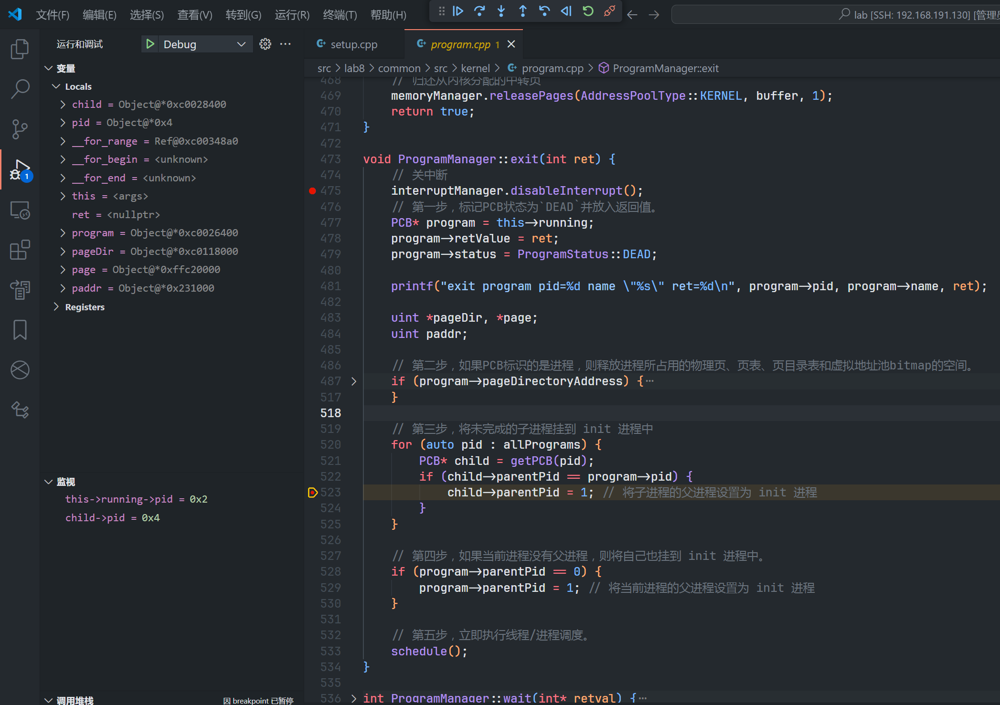 文件(F) 编辑(E) 选择(S) 查看(V) 转到(G) 运行(R) 终端(T) 帮助(H) lab [SSH: 192.168.191.130] [管理员
运行和调试 Debug
变量
Locals
child = Object@*0xc0028400
pid = Object@*0x4
__for_range = Ref@0xc00348a0
__for_begin = <unknown>
__for_end = <unknown>
this = <args>
ret = <nullptr>
program = Object@*0xc0026400
pageDir = Object@*0xc0118000
page = Object@*0xffc20000
paddr = Object@*0x231000
Registers
1
监视
this->running->pid = 0x2
child->pid = 0x4
调用堆栈 因 breakpoint 已暂停
setup.cpp program.cpp 1
src > lab8 > common > src > kernel > program.cpp > ProgramManager::exit
468 // 归还从内核分配的中转页
469 memoryManager.releasePages(AddressPoolType::KERNEL, buffer, 1);
470 return true;
471 }
472
473 void ProgramManager::exit(int ret) {
474 // 关中断
475 interruptManager.disableInterrupt();
476 // 第一步，标记PCB状态为`DEAD`并放入返回值。
477 PCB* program = this->running;
478 program->retValue = ret;
479 program->status = ProgramStatus::DEAD;
480
481 printf("exit program pid=%d name \"%s\" ret=%d\n", program->pid, program->name, ret);
482
483 uint *pageDir, *page;
484 uint paddr;
485
486 // 第二步，如果PCB标识的是进程，则释放进程所占用的物理页、页表、页目录表和虚拟地址池bitmap的空间。
487 if (program->pageDirectoryAddress) {⋯
517 }
518
519 // 第三步，将未完成的子进程挂到 init 进程中
520 for (auto pid : allPrograms) {
521 PCB* child = getPCB(pid);
522 if (child->parentPid == program->pid) {
523 child->parentPid = 1; // 将子进程的父进程设置为 init 进程
524 }
525 }
526
527 // 第四步，如果当前进程没有父进程，则将自己也挂到 init 进程中。
528 if (program->parentPid == 0) {
529 program->parentPid = 1; // 将当前进程的父进程设置为 init 进程
530 }
531
532 // 第五步，立即执行线程/进程调度。
533 schedule();
534 }
535
536 int ProgramManager::wait(int* retval) {⋯